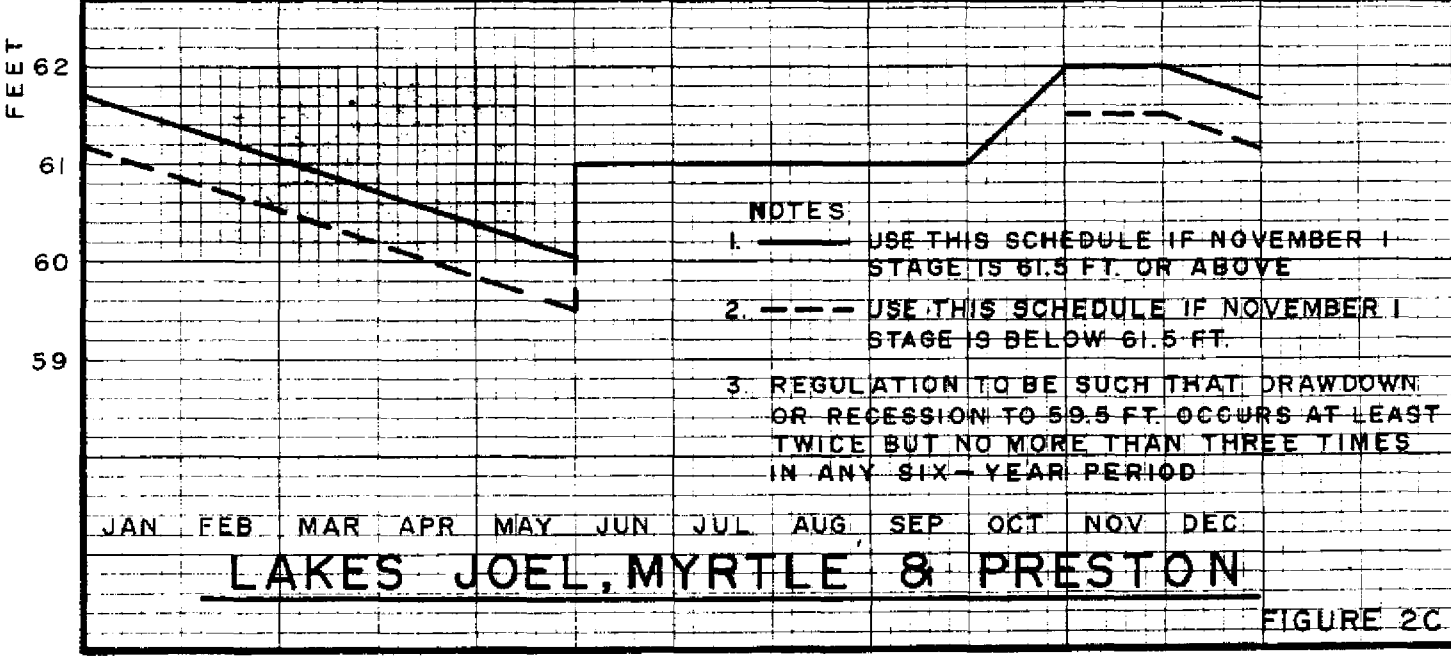 FEET
62
61
60
59
NOTES
1. USE THIS SCHEDULE IF NOVEMBER 1
STAGE IS 61.5 FT. OR ABOVE
2. USE THIS SCHEDULE IF NOVEMBER 1
STAGE IS BELOW 61.5 FT.
3. REGULATION TO BE SUCH THAT DRAWDOWN
OR RECESSION TO 59.5 FT. OCCURS AT LEAST
TWICE BUT NO MORE THAN THREE TIMES
IN ANY SIX-YEAR PERIOD
JAN FEB MAR APR MAY JUN JUL AUG SEP OCT NOV DEC
LAKES JOEL, MYRTLE & PRESTON
FIGURE 2C